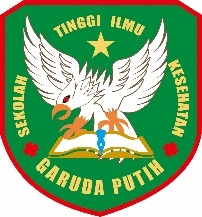 SEKOLAH TINGGI ILMU KESEHATAN
GARUDA PUTIH